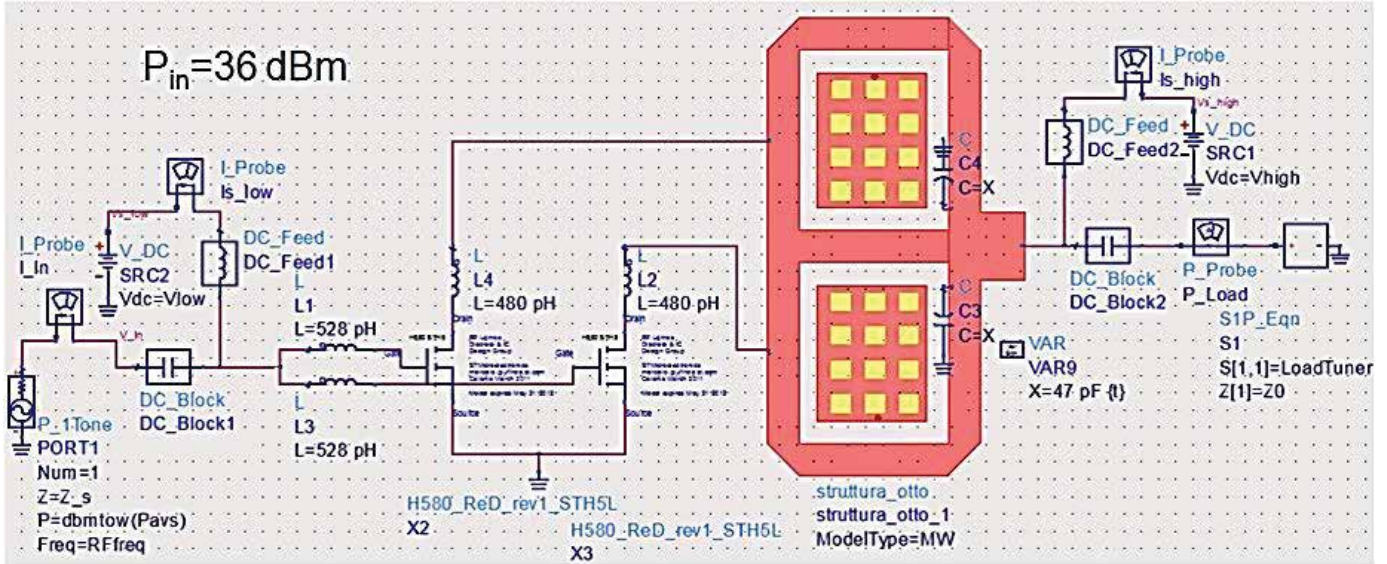 Pin=36 dBm
I_Probe
Is_low
Vs_low
I_Probe
I_In
V_DC
SRC2
Vdc=Vlow
DC_Feed
DC_Feed1
V_In
DC_Block
DC_Block1
P_1Tone
PORT1
Num=1
Z=Z_s
P=dbmtow(Pavs)
Freq=RFfreq
L
L1
L=528 pH
L
L3
L=528 pH
L
L4
L=480 pH
Drain
Gate
Source
H580_ReD_rev1_STH5L
X2
L
L2
L=480 pH
Drain
Gate
Source
H580_ReD_rev1_STH5L
X3
C
C4
C=X
C
C3
C=X
struttura_otto
struttura_otto_1
ModelType=MW
VAR
VAR9
X=47 pF {t}
I_Probe
Is_high
Vs_high
DC_Feed
DC_Feed2
V_DC
SRC1
Vdc=Vhigh
DC_Block
DC_Block2
P_Probe
P_Load
S1P_Eqn
S1
S[1,1]=LoadTuner
Z[1]=Z0